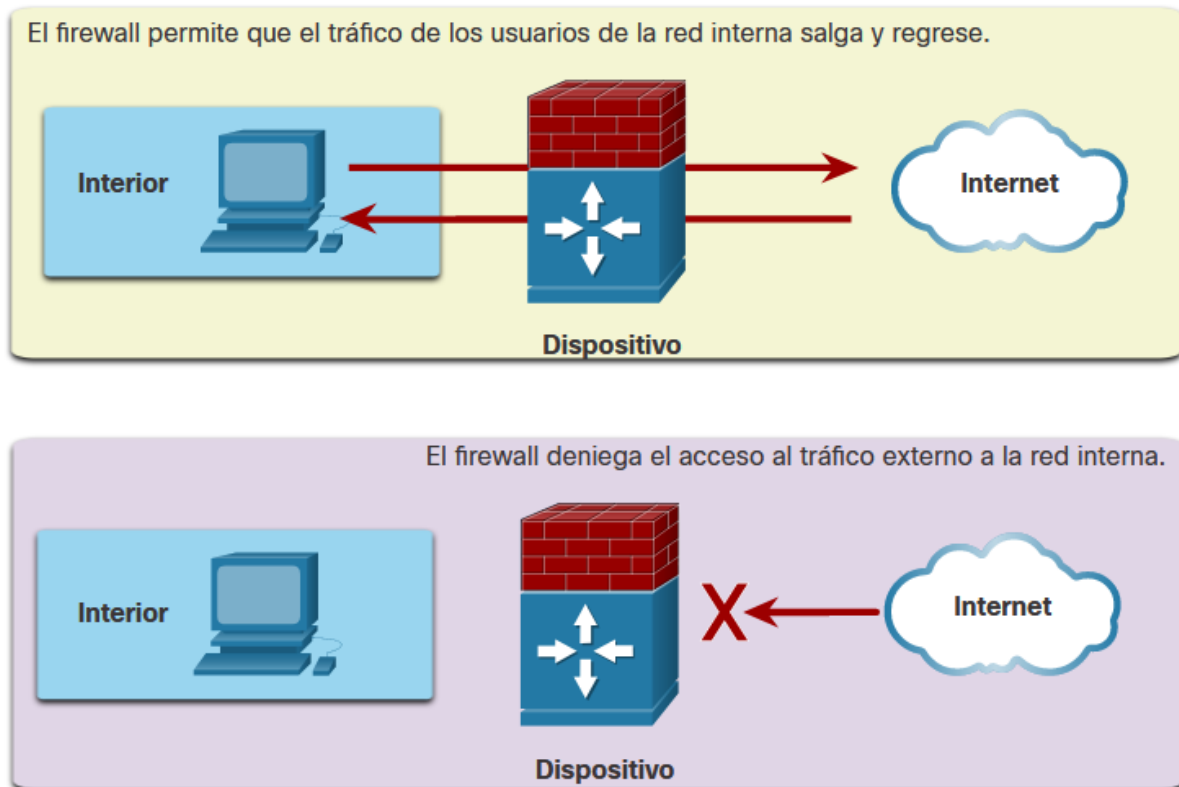 El firewall permite que el tráfico de los usuarios de la red interna salga y regrese.
Interior
Internet
Dispositivo
El firewall deniega el acceso al tráfico externo a la red interna.
Interior
Internet
Dispositivo